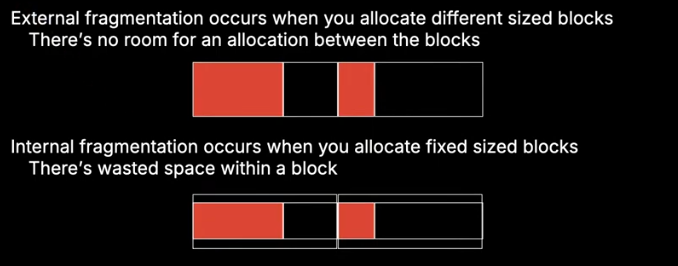 External fragmentation occurs when you allocate different sized blocks
There's no room for an allocation between the blocks
Internal fragmentation occurs when you allocate fixed sized blocks
There's wasted space within a block